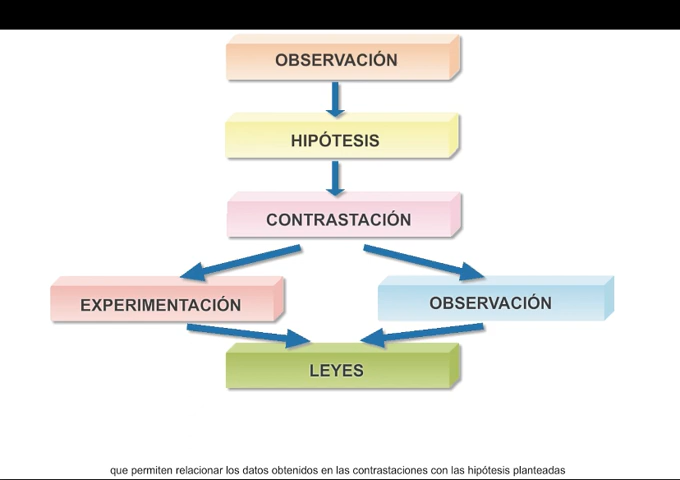 OBSERVACIÓN
HIPÓTESIS
CONTRASTACIÓN
EXPERIMENTACIÓN
OBSERVACIÓN
LEYES
que permiten relacionar los datos obtenidos en las contrastaciones con las hipótesis planteadas